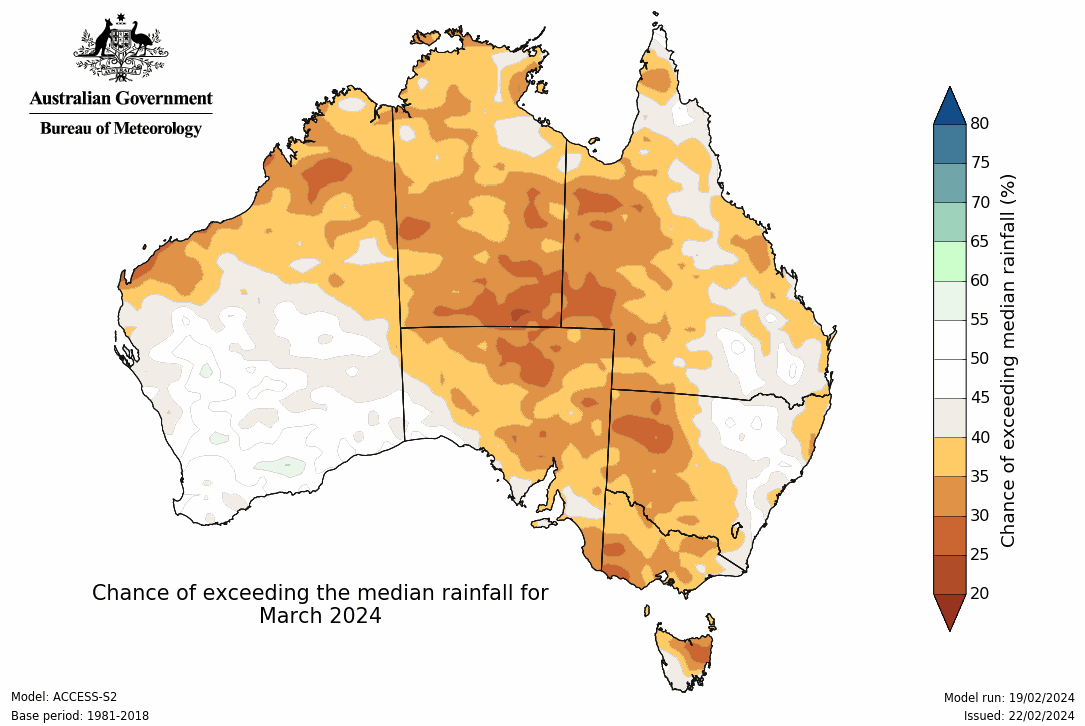 Australian Government
Bureau of Meteorology
80
75
70
65
60
55
50
45
40
35
30
25
20
Chance of exceeding median rainfall (%)
Chance of exceeding the median rainfall for
March 2024
Model: ACCESS-S2
Base period: 1981-2018
Model run: 19/02/2024
Issued: 22/02/2024